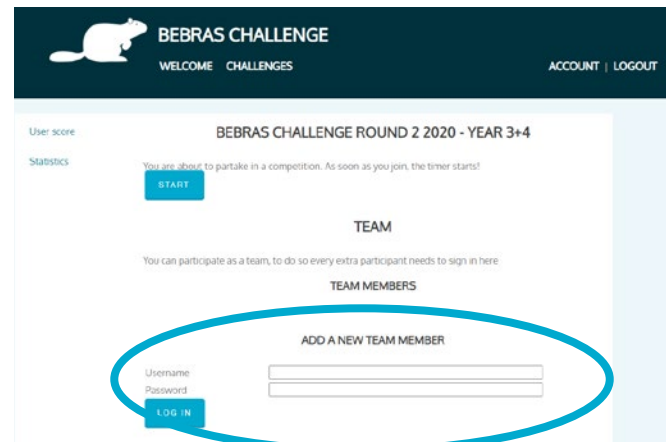 BEBRAS CHALLENGE
WELCOME CHALLENGES
ACCOUNT | LOGOUT
User score
Statistics
BEBRAS CHALLENGE ROUND 2 2020 - YEAR 3+4
You are about to partake in a competition. As soon as you join, the timer starts!
START
TEAM
You can participate as a team, to do so every extra participant needs to sign in here
TEAM MEMBERS
ADD A NEW TEAM MEMBER
Username
Password
LOG IN